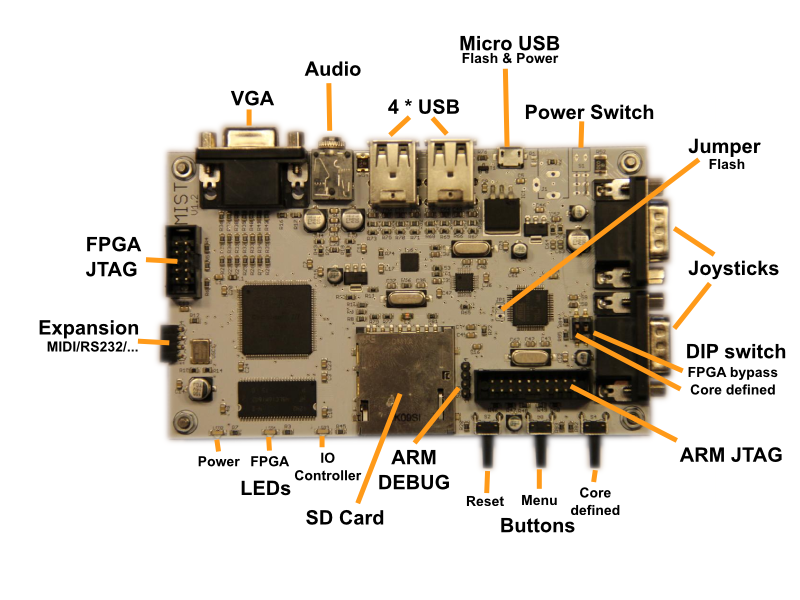 Micro USB
Flash & Power
Audio
VGA
4 * USB
Power Switch
Jumper
Flash
MIST
V1.2
FPGA
JTAG
Joysticks
Expansion
MIDI/RS232/...
DIP switch
FPGA bypass
Core defined
ARM JTAG
ARM
DEBUG
Power
FPGA
IO
Controller
LEDs
SD Card
Reset
Menu
Core
defined
Buttons